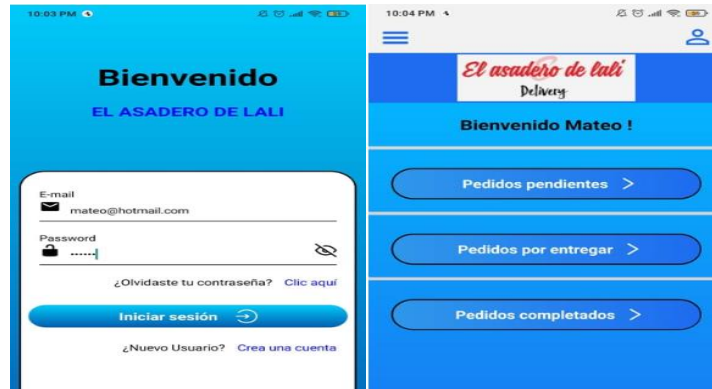 10:03 PM
Bienvenido
EL ASADERO DE LALI
E-mail
mateo@hotmail.com
Password
......
¿Olvidaste tu contraseña? Clic aquí
Iniciar sesión
¿Nuevo Usuario? Crea una cuenta
10:04 PM
El asadero de lali
Delivery
Bienvenido Mateo !
Pedidos pendientes >
Pedidos por entregar >
Pedidos completados >